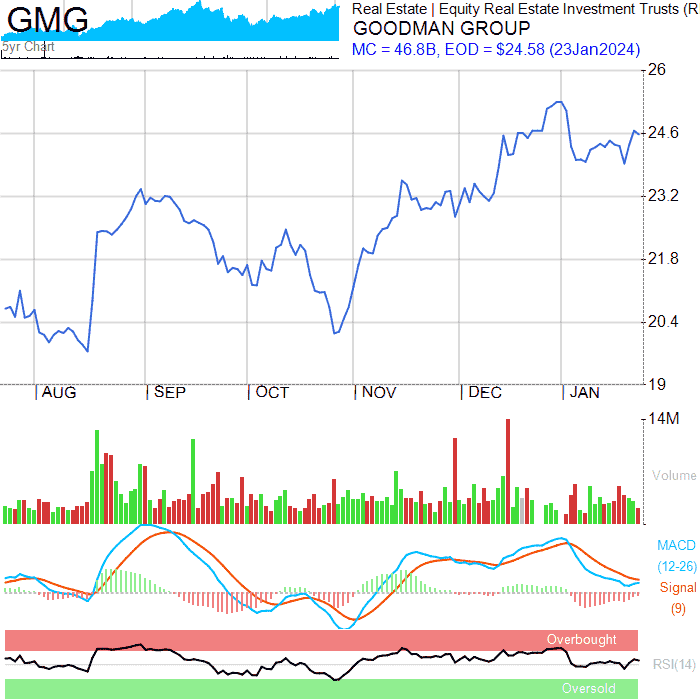 GMG
5yr Chart
Real Estate | Equity Real Estate Investment Trusts (R
GOODMAN GROUP
MC = 46.8B, EOD = $24.58 (23Jan2024)
26
24.6
23.2
21.8
20.4
19
AUG
SEP
OCT
NOV
DEC
JAN
14M
Volume
MACD
(12-26)
Signal
(9)
Overbought
RSI(14)
Oversold